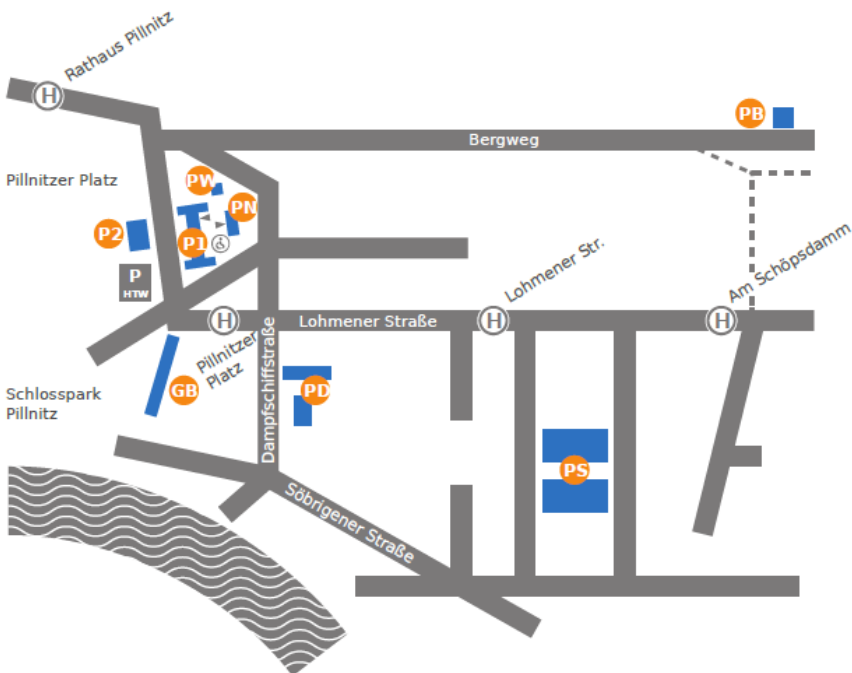 Rathaus Pillnitz
H
PB
Bergweg
Pillnitzer Platz
PW
PN
P2
P1
P
HTW
Lohmener Str.
Am Schöpsdamm
H
Lohmener Straße
H
H
Pillnitzer
Platz
Dampfschiffstraße
Schlosspark
Pillnitz
GB
PD
PS
Söbrigener Straße